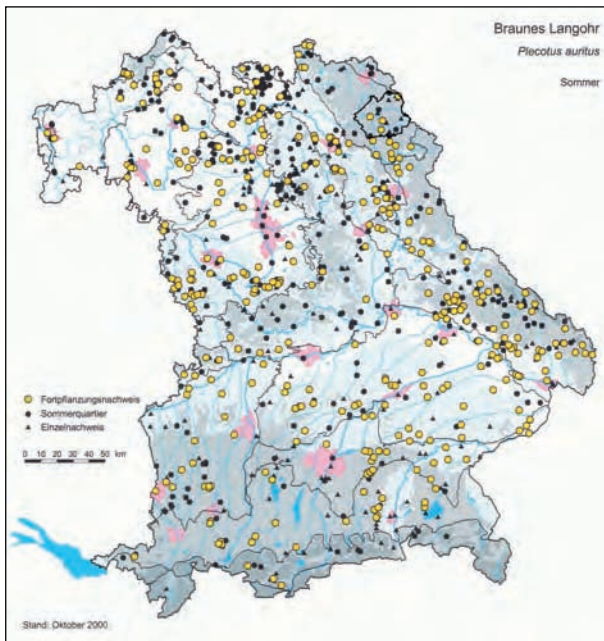 Braunes Langohr
Plecotus auritus
Sommer
Fortpflanzungsnachweis
Sommerquartier
Einzelnachweis
0 10 20 30 40 50
km
Stand: Oktober 2000